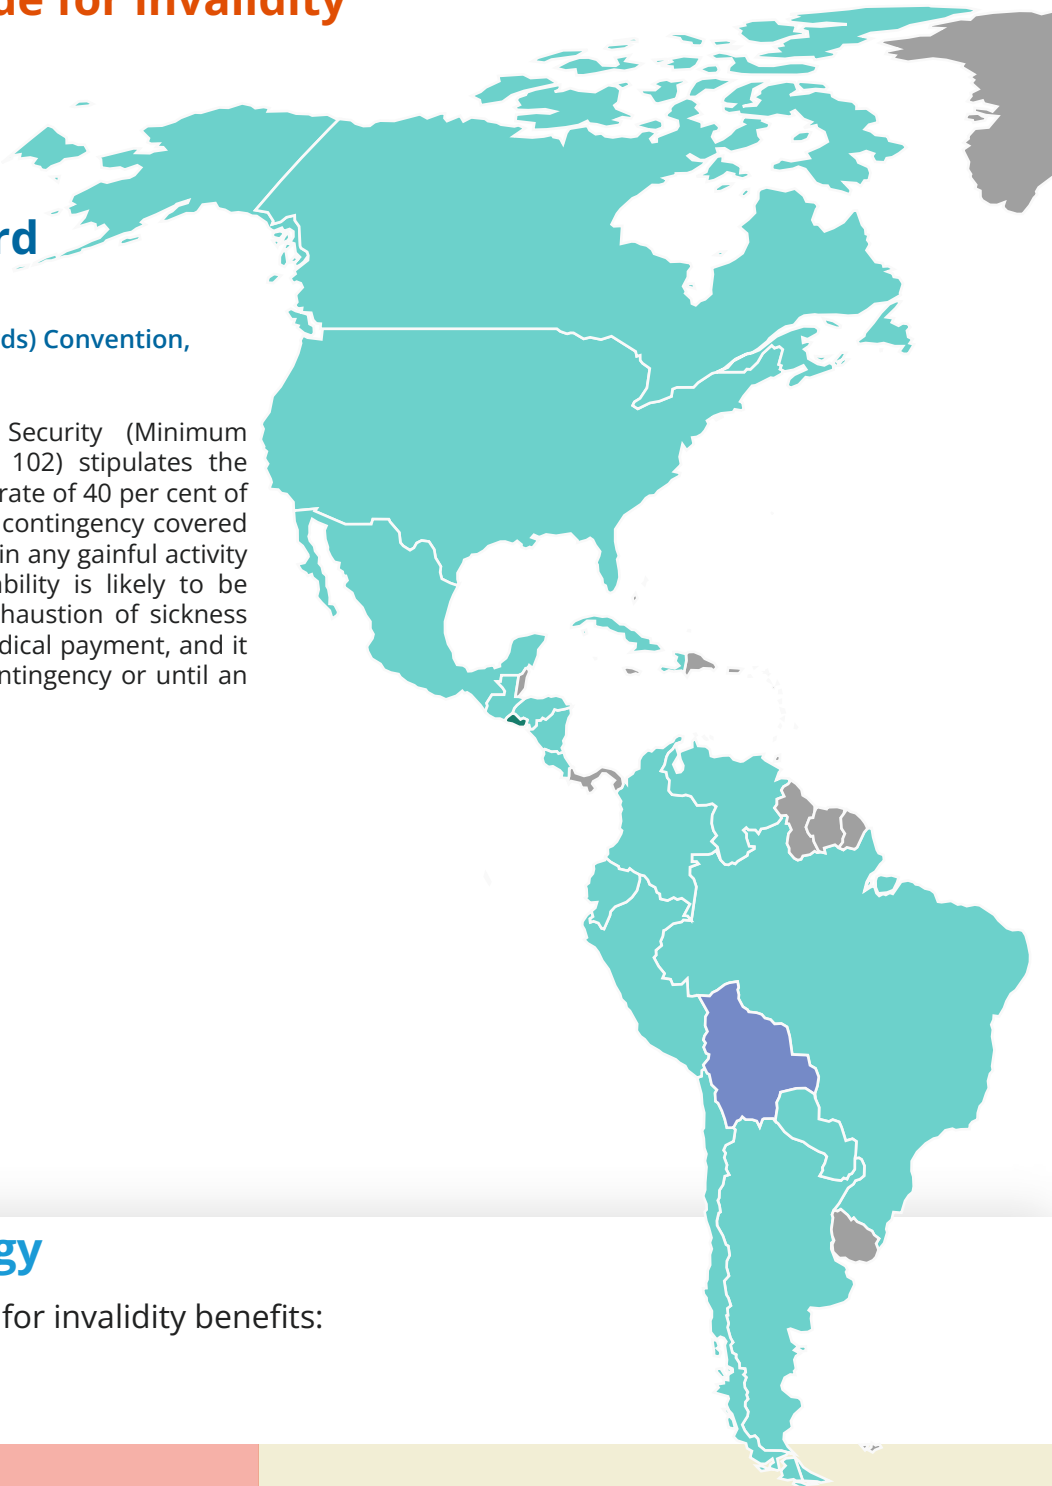 de for invalidity
rd
ds) Convention,
Security (Minimum
102) stipulates the
rate of 40 per cent of
contingency covered
in any gainful activity
ability is likely to be
haustion of sickness
dical payment, and it
ntingency or until an
gy
for invalidity benefits: